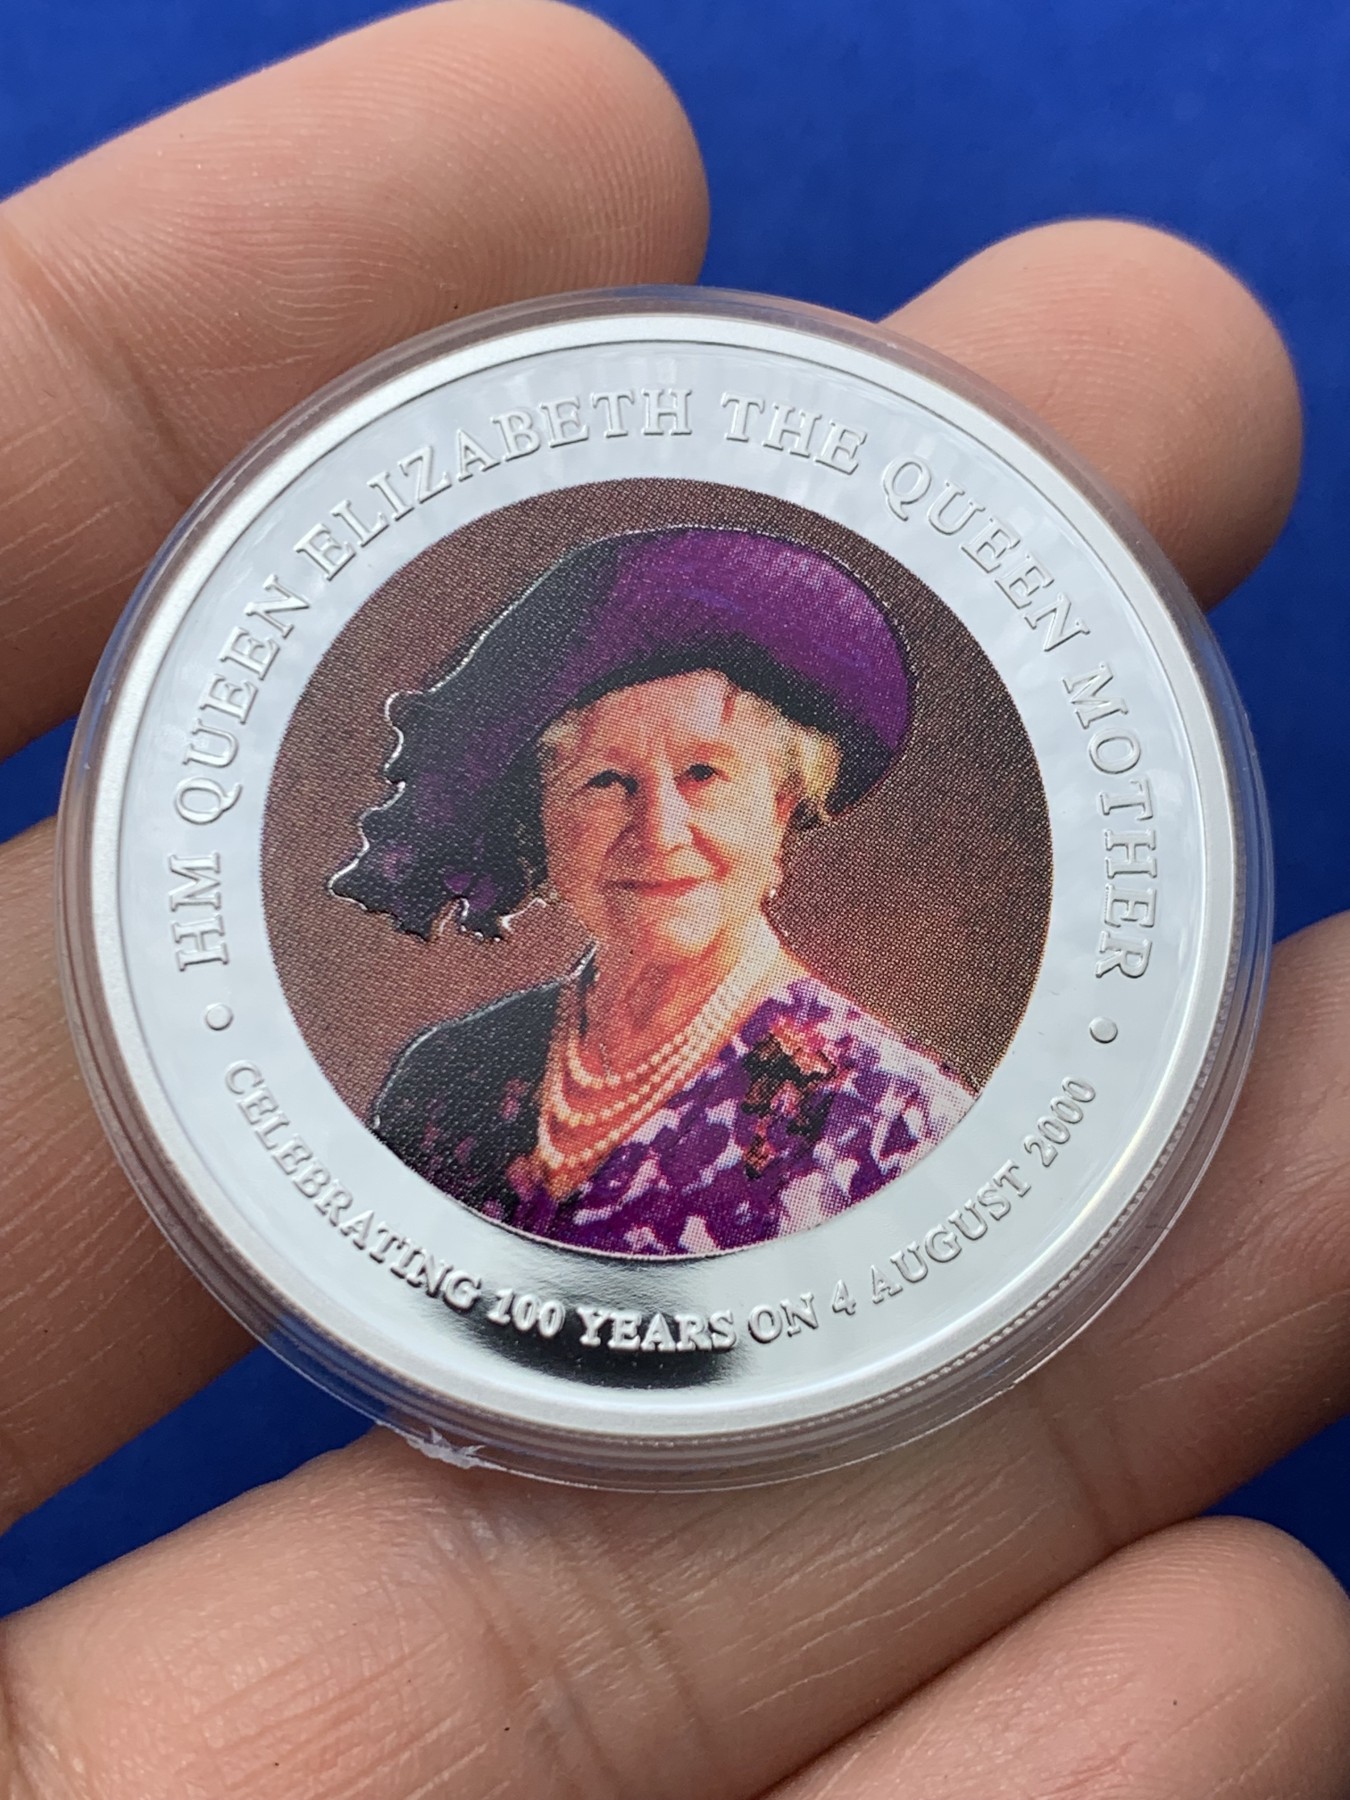 • HM QUEEN ELIZABETH THE QUEEN MOTHER •
CELEBRATING 100 YEARS ON 4 AUGUST 2000